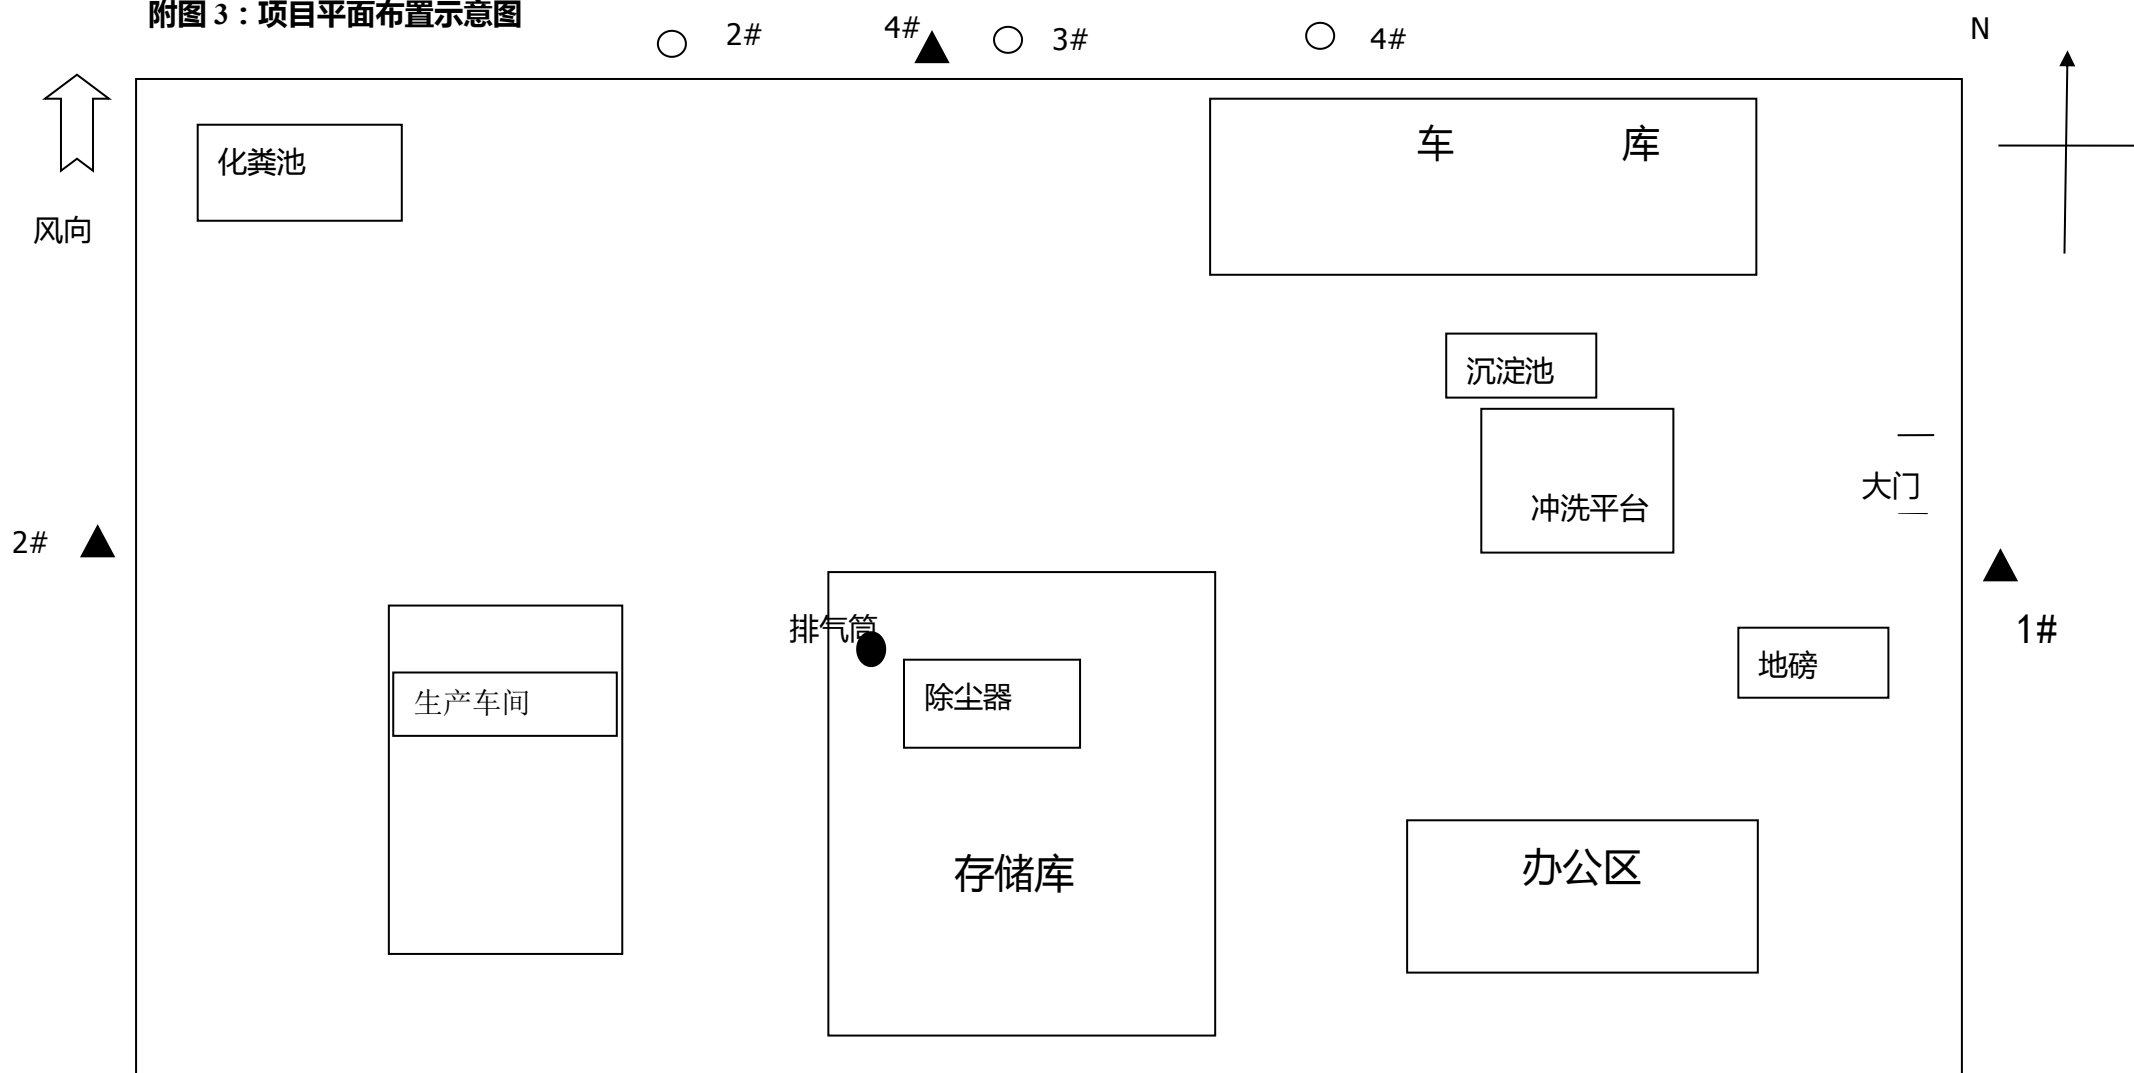 附图 3：项目平面布置示意图
2#
4#
3#
4#
N
车 库
化粪池
风向
沉淀池
大门
冲洗平台
2#
排气筒
1#
地磅
除尘器
生产车间
办公区
存储库